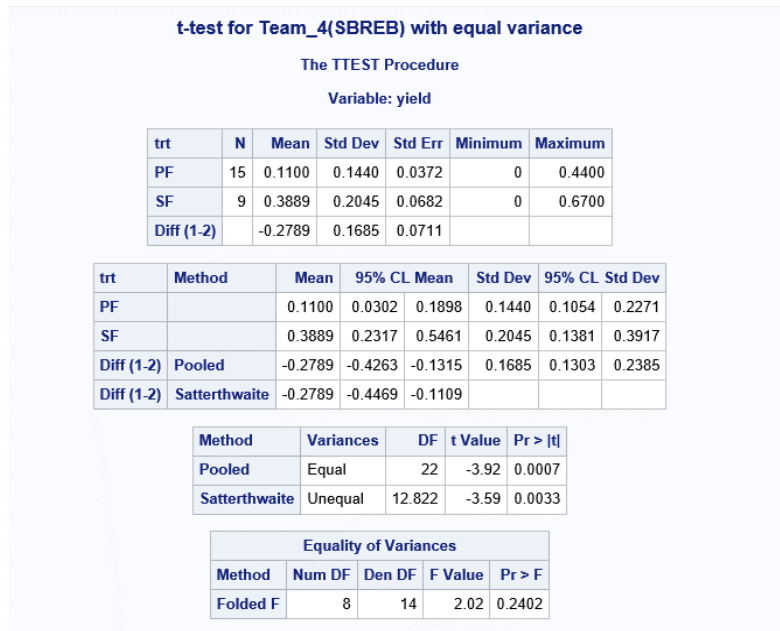 t-test for Team_4(SBREB) with equal variance
The TTEST Procedure
Variable: yield
trt N Mean Std Dev Std Err Minimum Maximum
PF 15 0.1100 0.1440 0.0372 0 0.4400
SF 9 0.3889 0.2045 0.0682 0 0.6700
Diff (1-2) -0.2789 0.1685 0.0711
trt Method Mean 95% CL Mean Std Dev 95% CL Std Dev
PF 0.1100 0.0302 0.1898 0.1440 0.1054 0.2271
SF 0.3889 0.2317 0.5461 0.2045 0.1381 0.3917
Diff (1-2) Pooled -0.2789 -0.4263 -0.1315 0.1685 0.1303 0.2385
Diff (1-2) Satterthwaite -0.2789 -0.4469 -0.1109
Method Variances DF t Value Pr > |t|
Pooled Equal 22 -3.92 0.0007
Satterthwaite Unequal 12.822 -3.59 0.0033
Equality of Variances
Method Num DF Den DF F Value Pr > F
Folded F 8 14 2.02 0.2402